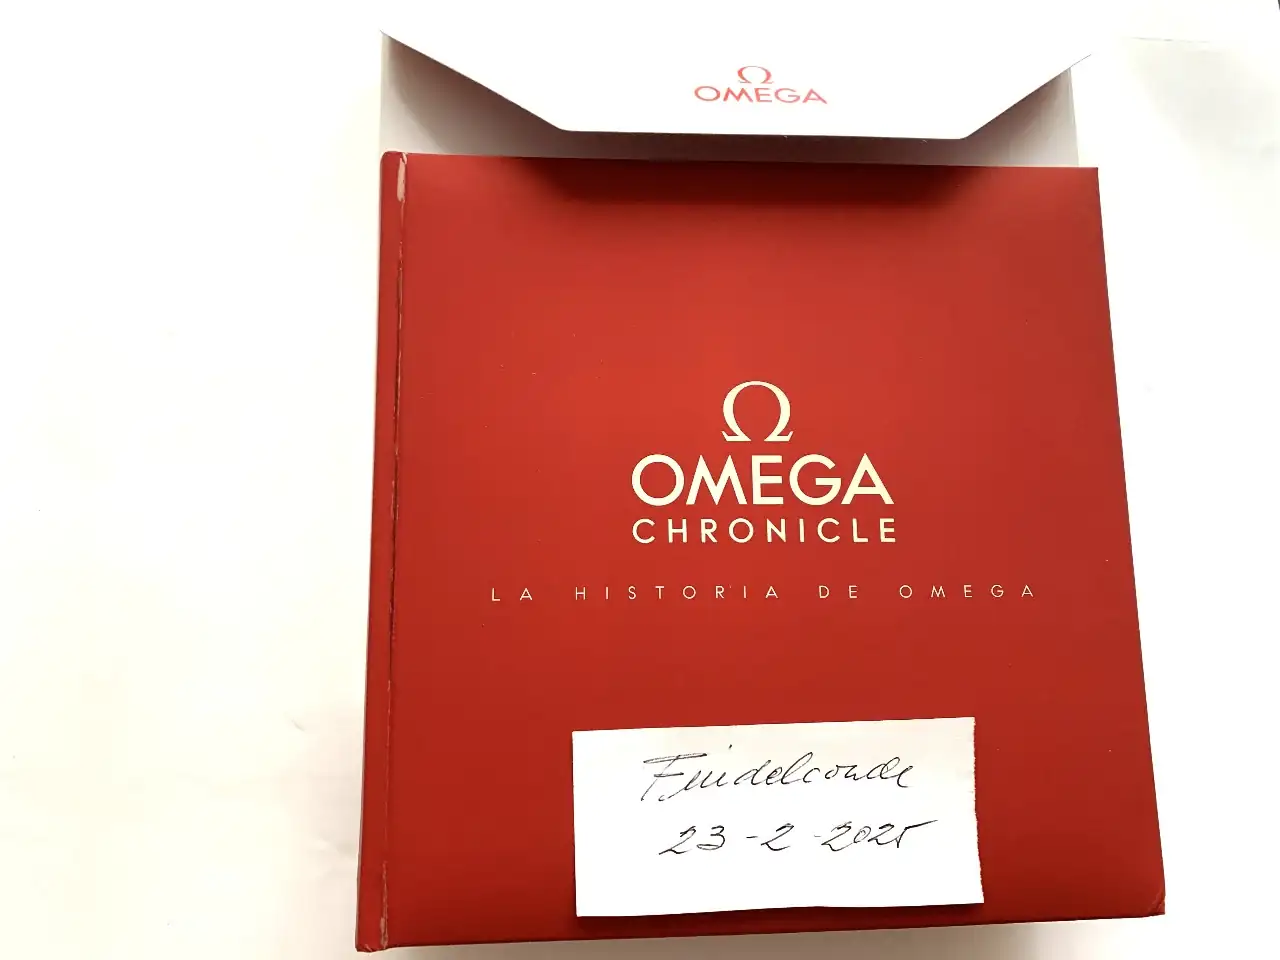 Ω
OMEGA
Ω
OMEGA
CHRONICLE
LA HISTORIA DE OMEGA
23-2-2025